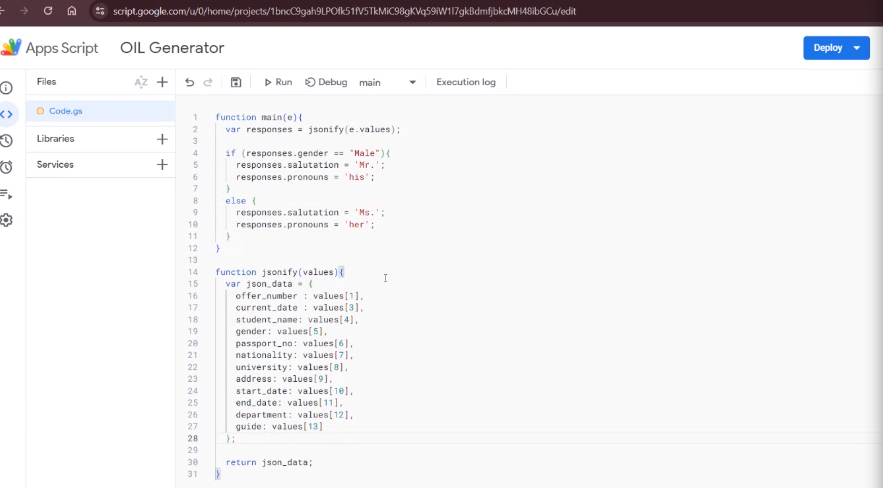 script.google.com/u/0/home/projects/1bncC9gah9LPOfk51fV5TkMiC98gKVq59iW1l7gkBdmfjbkcMH48ibGCu/edit
Apps Script OIL Generator Deploy
Files AZ Run Debug main Execution log
Code.gs
Libraries
Services
1 function main(e){
2 var responses = jsonify(e.values);
3
4 if (responses.gender == "Male"){
5 responses.salutation = 'Mr.';
6 responses.pronouns = 'his';
7 }
8 else {
9 responses.salutation = 'Ms.';
10 responses.pronouns = 'her';
11 }
12 }
13
14 function jsonify(values){
15 var json_data = {
16 offer_number : values[1],
17 current_date : values[3],
18 student_name: values[4],
19 gender: values[5],
20 passport_no: values[6],
21 nationality: values[7],
22 university: values[8],
23 address: values[9],
24 start_date: values[10],
25 end_date: values[11],
26 department: values[12],
27 guide: values[13]
28 };
29
30 return json_data;
31 }